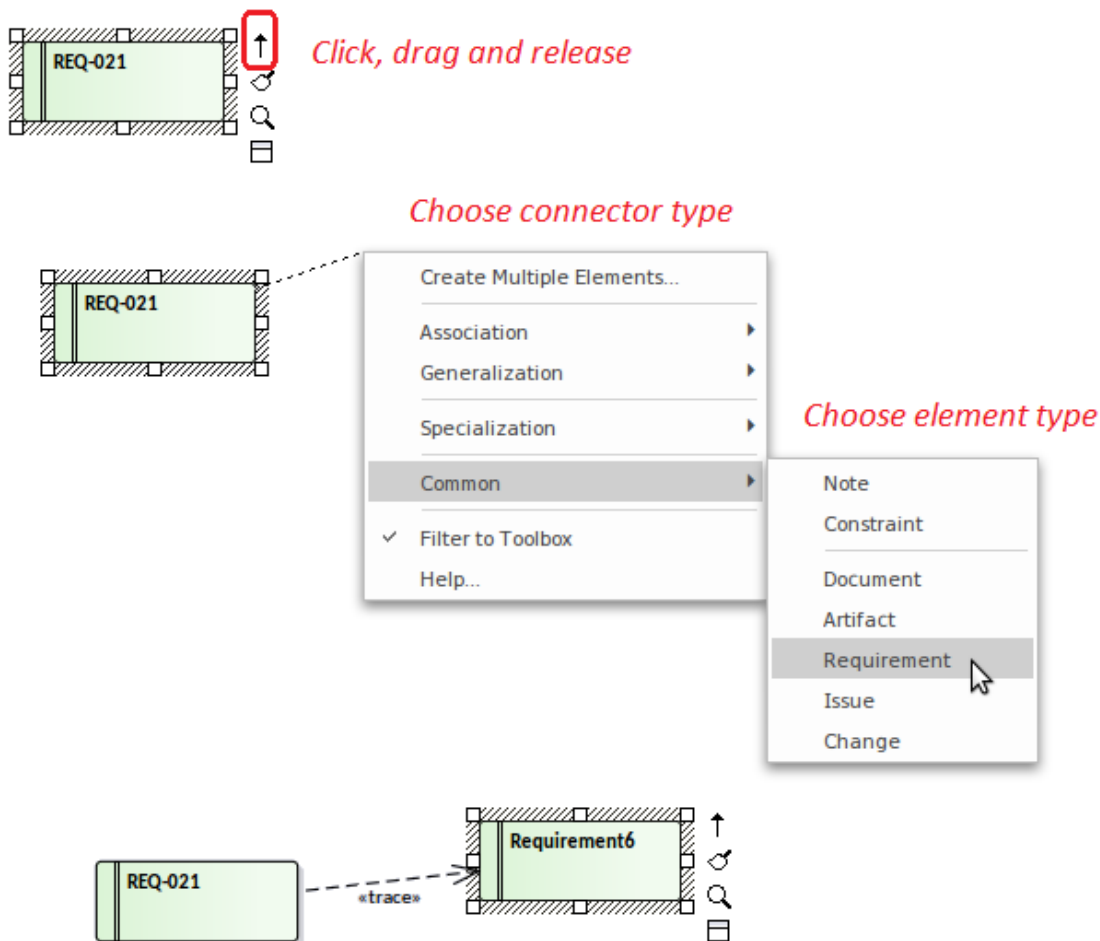 REQ-021
Click, drag and release
Choose connector type
REQ-021
Create Multiple Elements...
Association
Generalization
Specialization
Common
Filter to Toolbox
Help...
Choose element type
Note
Constraint
Document
Artifact
Requirement
Issue
Change
Requirement6
REQ-021
«trace»